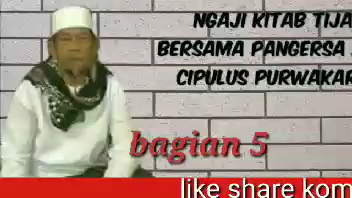 NGAJI KITAB TIJA
BERSAMA PANGERSA
CIPULUS PURWAKAR
bagian 5
like share kom